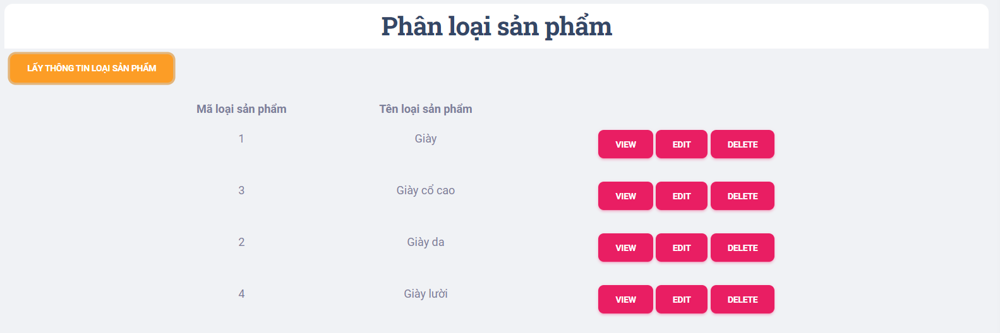 Phân loại sản phẩm
LẤY THÔNG TIN LOẠI SẢN PHẨM
Mã loại sản phẩm Tên loại sản phẩm
1 Giày VIEW EDIT DELETE
3 Giày cổ cao VIEW EDIT DELETE
2 Giày da VIEW EDIT DELETE
4 Giày lười VIEW EDIT DELETE